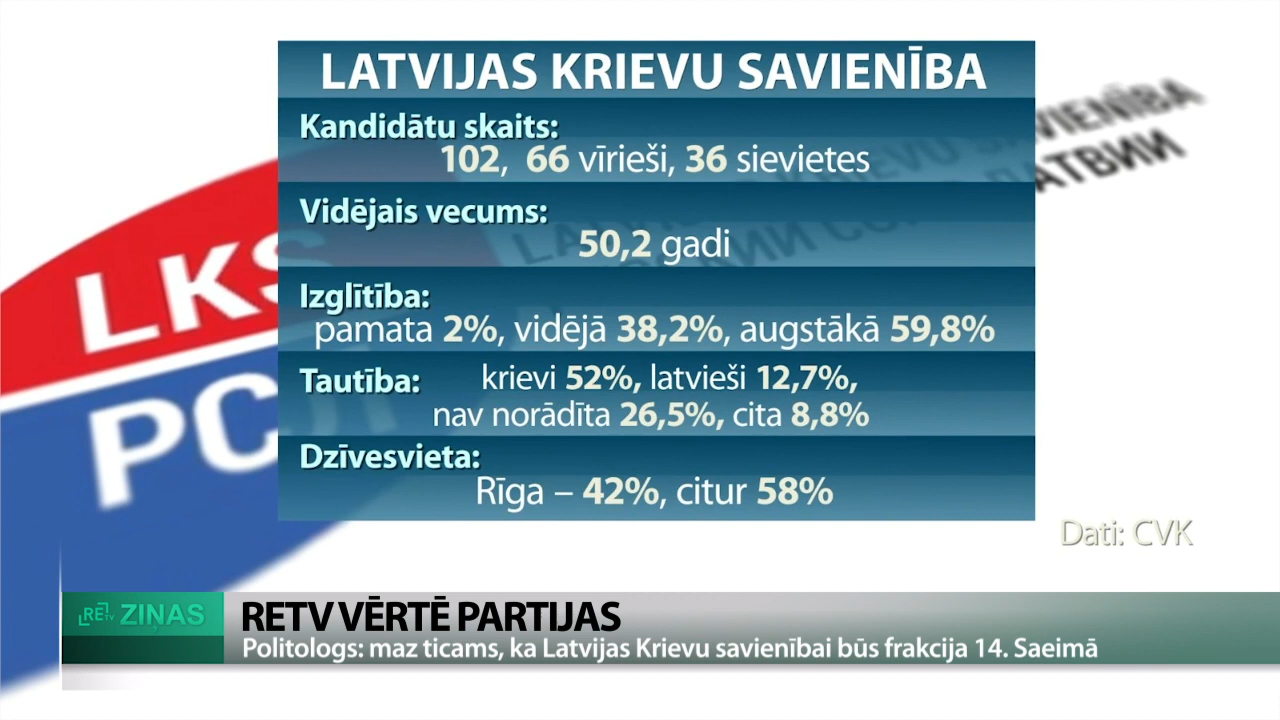 LATVIJAS KRIEVU SAVIENĪBA
Kandidātu skaits:
102, 66 vīrieši, 36 sievietes
Vidējais vecums:
50,2 gadi
Izglītība:
pamata 2%, vidējā 38,2%, augstākā 59,8%
Tautība: krievi 52%, latvieši 12,7%,
nav norādīta 26,5%, cita 8,8%
Dzīvesvieta:
Rīga – 42%, citur 58%
LKS
РС
Dati: CVK
RETV ZIŅAS
RETV VĒRTĒ PARTIJAS
Politologs: maz ticams, ka Latvijas Krievu savienībai būs frakcija 14. Saeimā